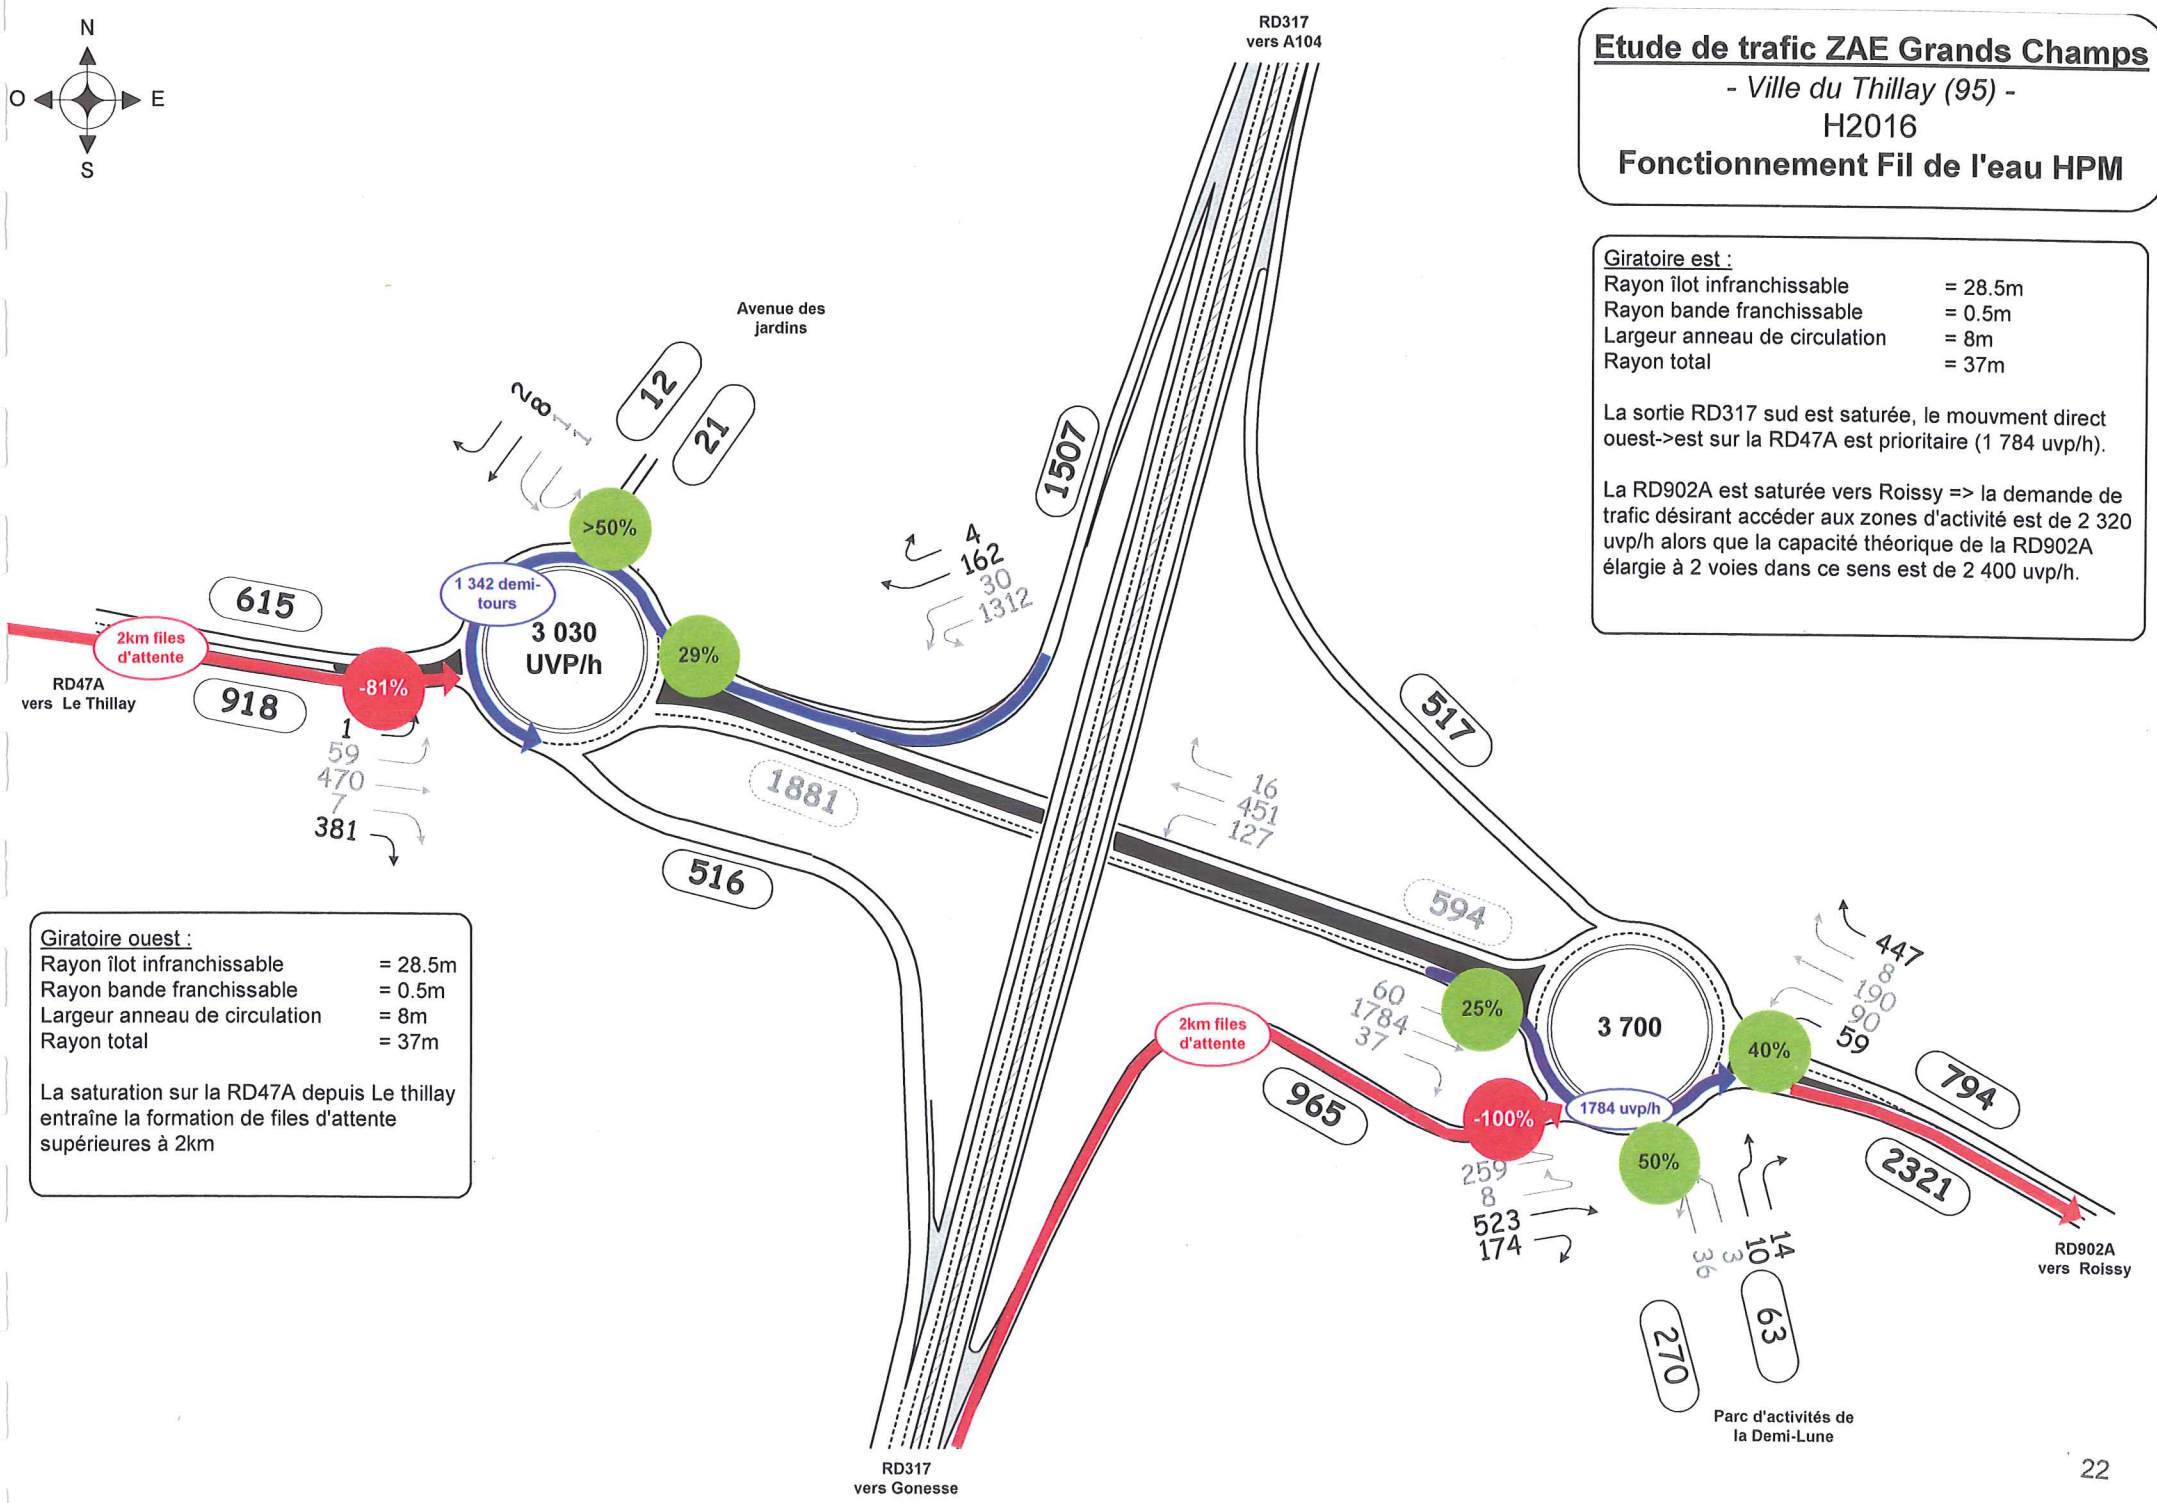 N
O
E
S
RD317
vers A104
Etude de trafic ZAE Grands Champs
- Ville du Thillay (95) -
H2016
Fonctionnement Fil de l'eau HPM
Giratoire est :
Rayon îlot infranchissable = 28.5m
Rayon bande franchissable = 0.5m
Largeur anneau de circulation = 8m
Rayon total = 37m
La sortie RD317 sud est saturée, le mouvment direct
ouest->est sur la RD47A est prioritaire (1 784 uvp/h).
La RD902A est saturée vers Roissy => la demande de
trafic désirant accéder aux zones d'activité est de 2 320
uvp/h alors que la capacité théorique de la RD902A
élargie à 2 voies dans ce sens est de 2 400 uvp/h.
Avenue des
jardins
12
21
2
8
1
1
>50%
1507
4
162
30
1312
1 342 demi-
tours
3 030
UVP/h
29%
615
2km files
d'attente
-81%
RD47A
vers Le Thillay
918
1
59
470
7
381
1881
516
517
16
451
127
594
Giratoire ouest :
Rayon îlot infranchissable = 28.5m
Rayon bande franchissable = 0.5m
Largeur anneau de circulation = 8m
Rayon total = 37m
La saturation sur la RD47A depuis Le thillay
entraîne la formation de files d'attente
supérieures à 2km
60
1784
37
25%
3 700
447
8
190
90
59
40%
2km files
d'attente
965
-100%
1784 uvp/h
50%
794
2321
259
8
523
174
36
3
10
14
270
63
RD902A
vers Roissy
Parc d'activités de
la Demi-Lune
RD317
vers Gonesse
22